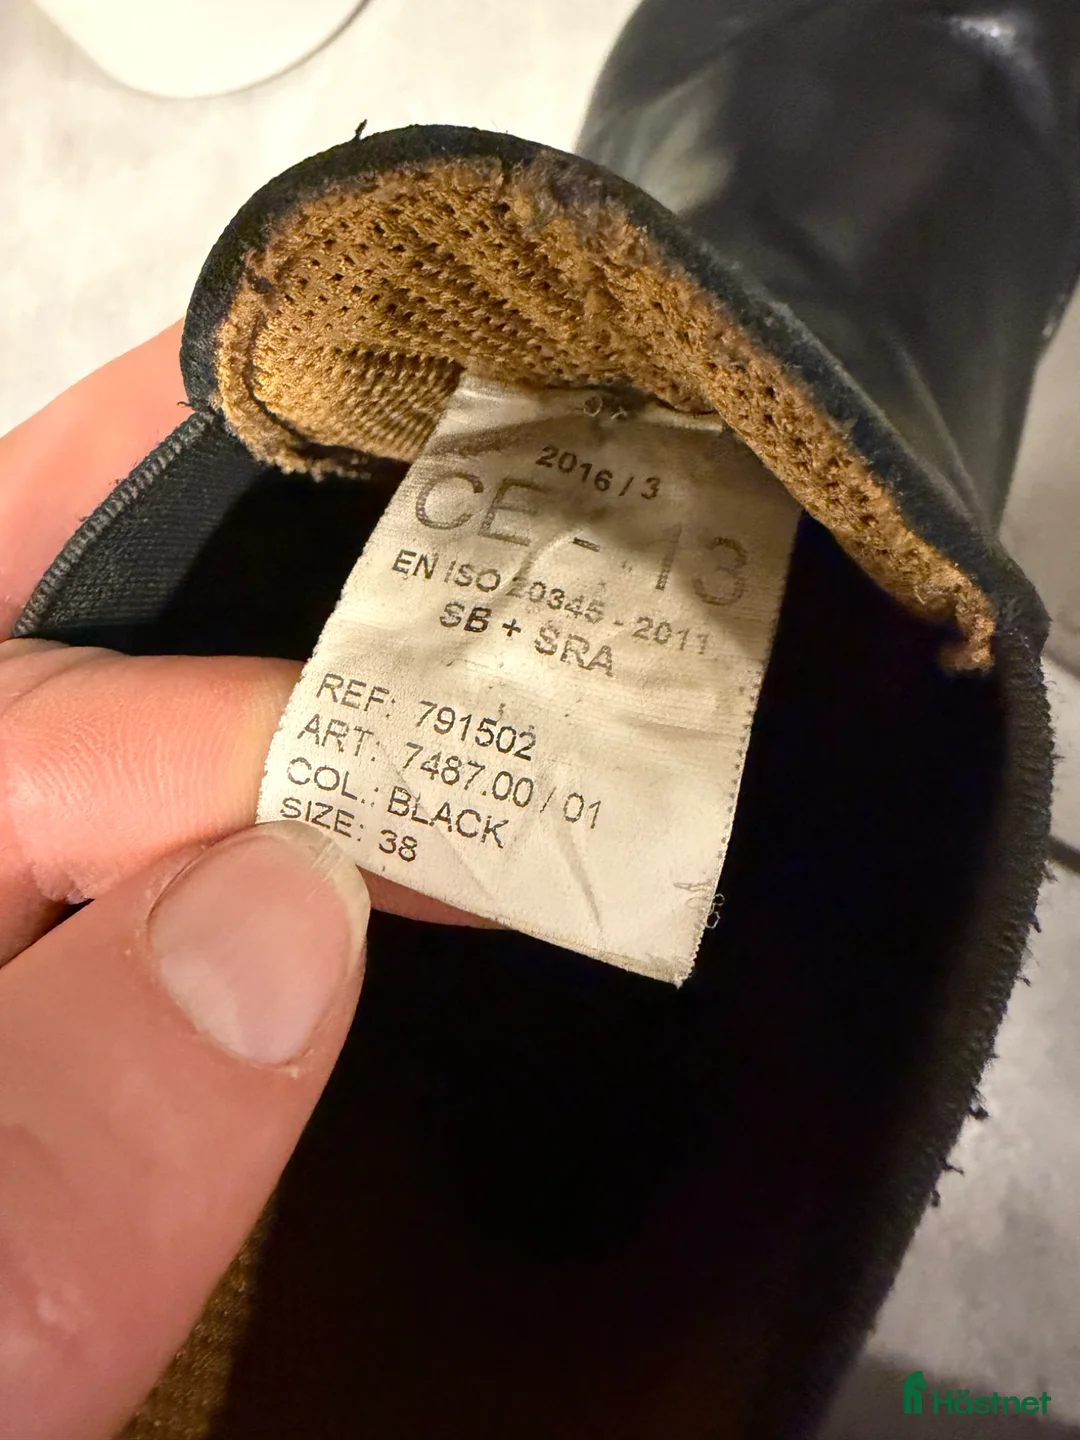 2016 / 3
CE - 13
EN ISO 20345 - 2011
SB + SRA
REF: 791502
ART: 7487.00 / 01
COL.: BLACK
SIZE: 38
Hästnet